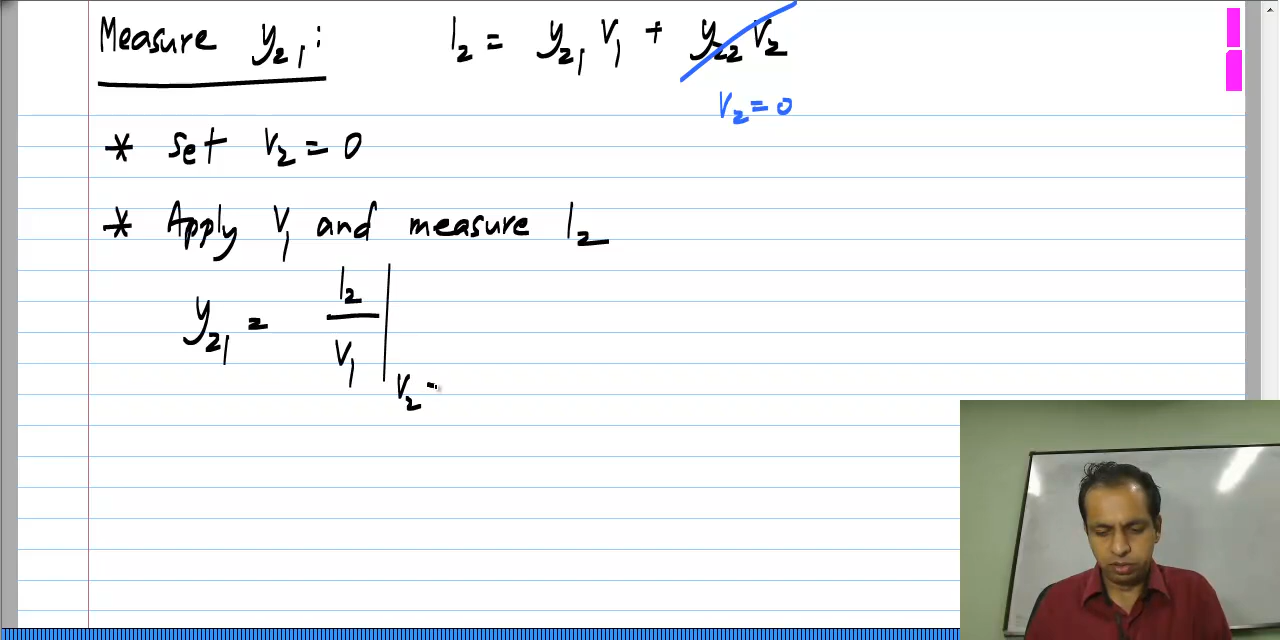 Measure y21: I2 = y21 V1 + y22 V2
V2 = 0
* Set V2 = 0
* Apply V1 and measure I2
y21 = I2 / V1 | V2 =